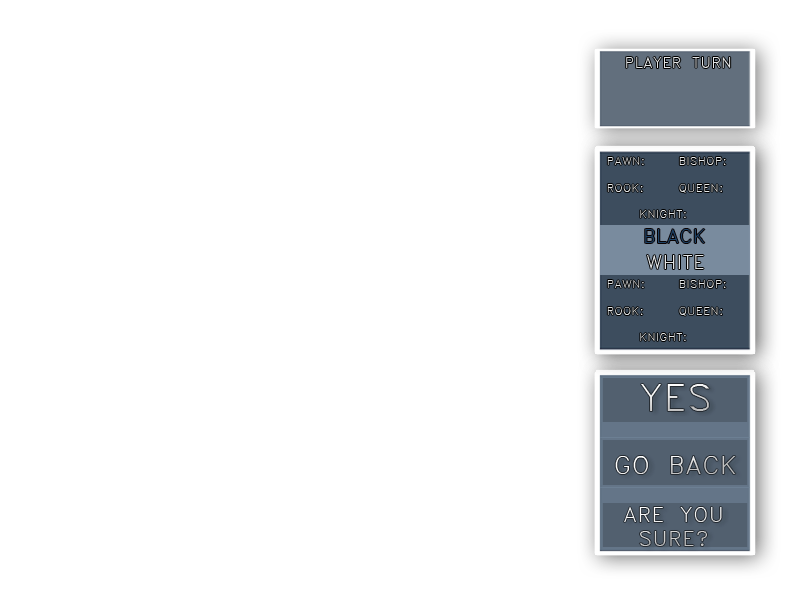 PLAYER TURN
PAWN: BISHOP:
ROOK: QUEEN:
KNIGHT:
BLACK
WHITE
PAWN: BISHOP:
ROOK: QUEEN:
KNIGHT:
YES
GO BACK
ARE YOU
SURE?